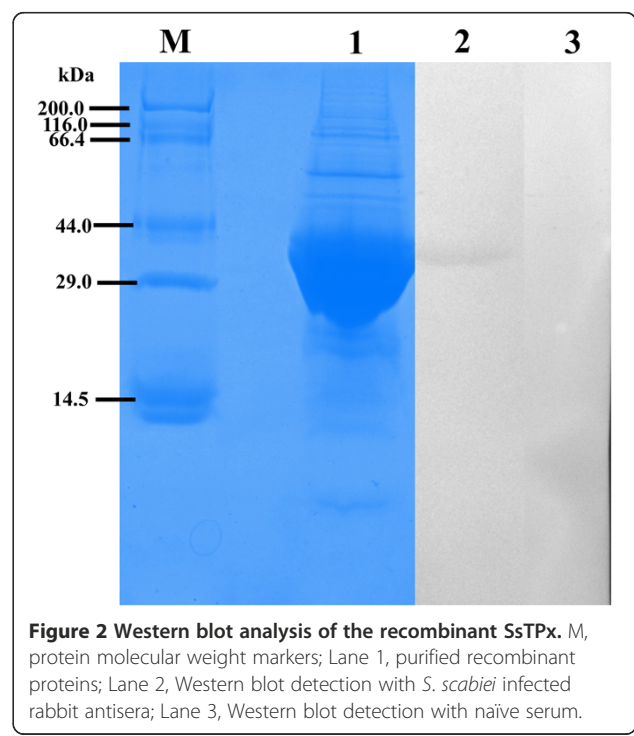 M 1 2 3
kDa
200.0
116.0
66.4
44.0
29.0
14.5
Figure 2 Western blot analysis of the recombinant SsTPx. M,
protein molecular weight markers; Lane 1, purified recombinant
proteins; Lane 2, Western blot detection with S. scabiei infected
rabbit antisera; Lane 3, Western blot detection with naïve serum.